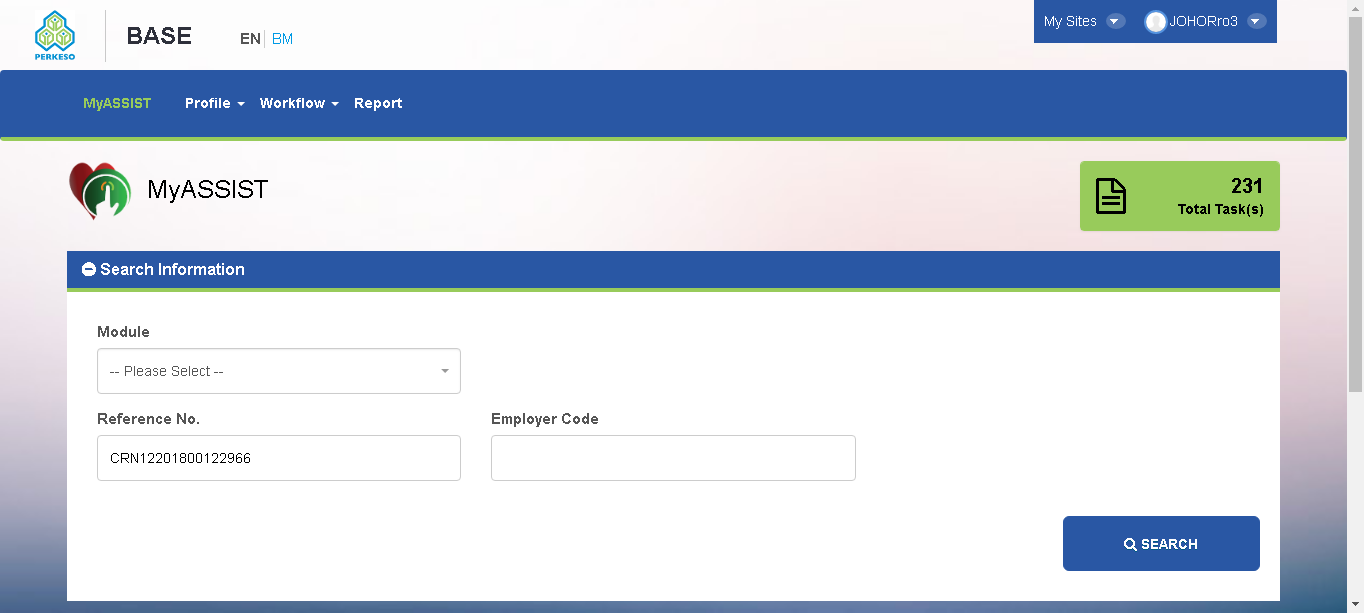 PERKESO
BASE
EN BM
My Sites JOHORro3
MyASSIST Profile Workflow Report
MyASSIST
231
Total Task(s)
Search Information
Module
-- Please Select --
Reference No. Employer Code
CRN12201800122966
SEARCH